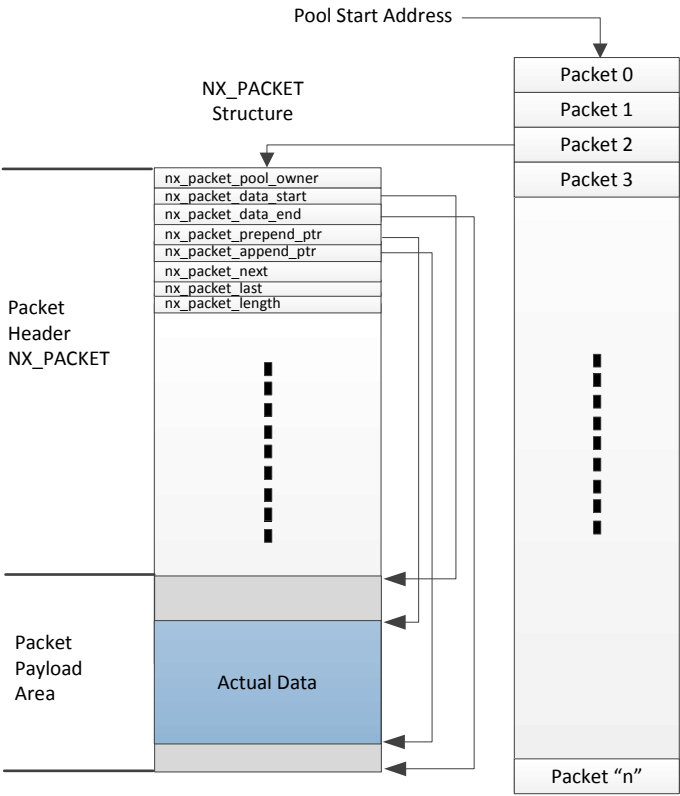 Pool Start Address
Packet 0
Packet 1
Packet 2
Packet 3
Packet “n”
NX_PACKET
Structure
nx_packet_pool_owner
nx_packet_data_start
nx_packet_data_end
nx_packet_prepend_ptr
nx_packet_append_ptr
nx_packet_next
nx_packet_last
nx_packet_length
Packet
Header
NX_PACKET
Packet
Payload
Area
Actual Data